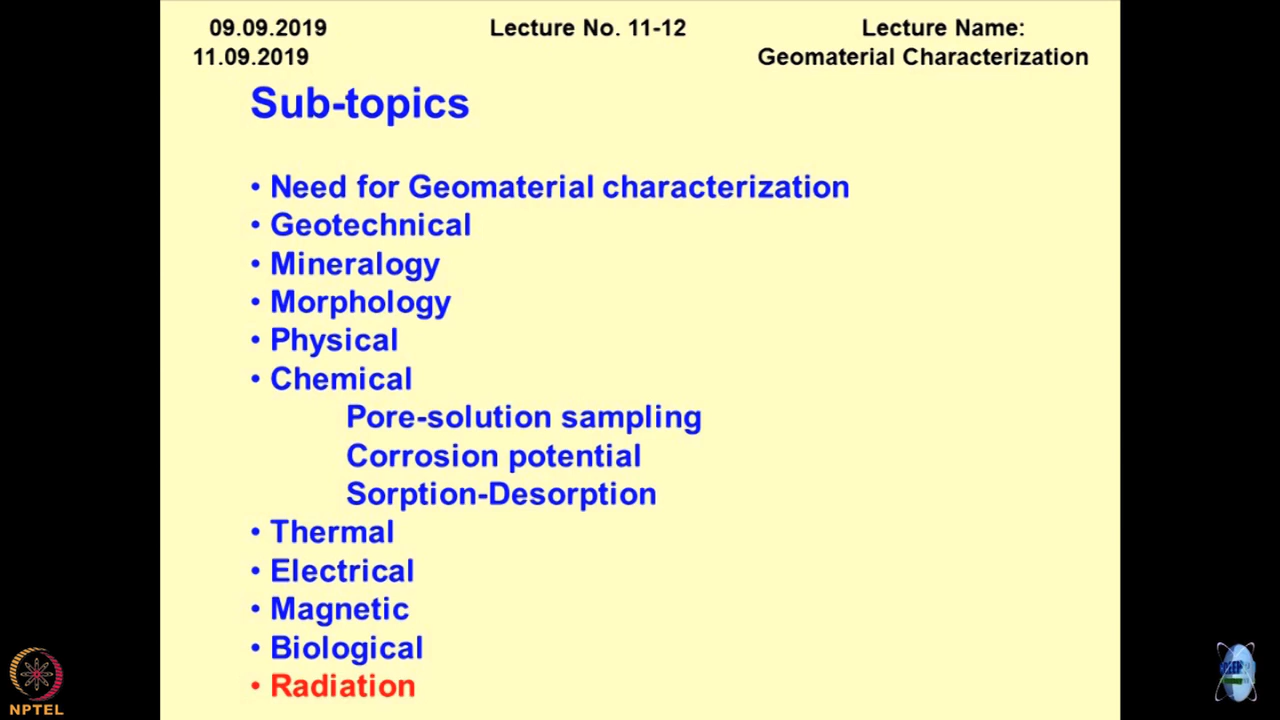 09.09.2019 Lecture No. 11-12 Lecture Name:
11.09.2019 Geomaterial Characterization
Sub-topics
• Need for Geomaterial characterization
• Geotechnical
• Mineralogy
• Morphology
• Physical
• Chemical
Pore-solution sampling
Corrosion potential
Sorption-Desorption
• Thermal
• Electrical
• Magnetic
• Biological
• Radiation
NPTEL